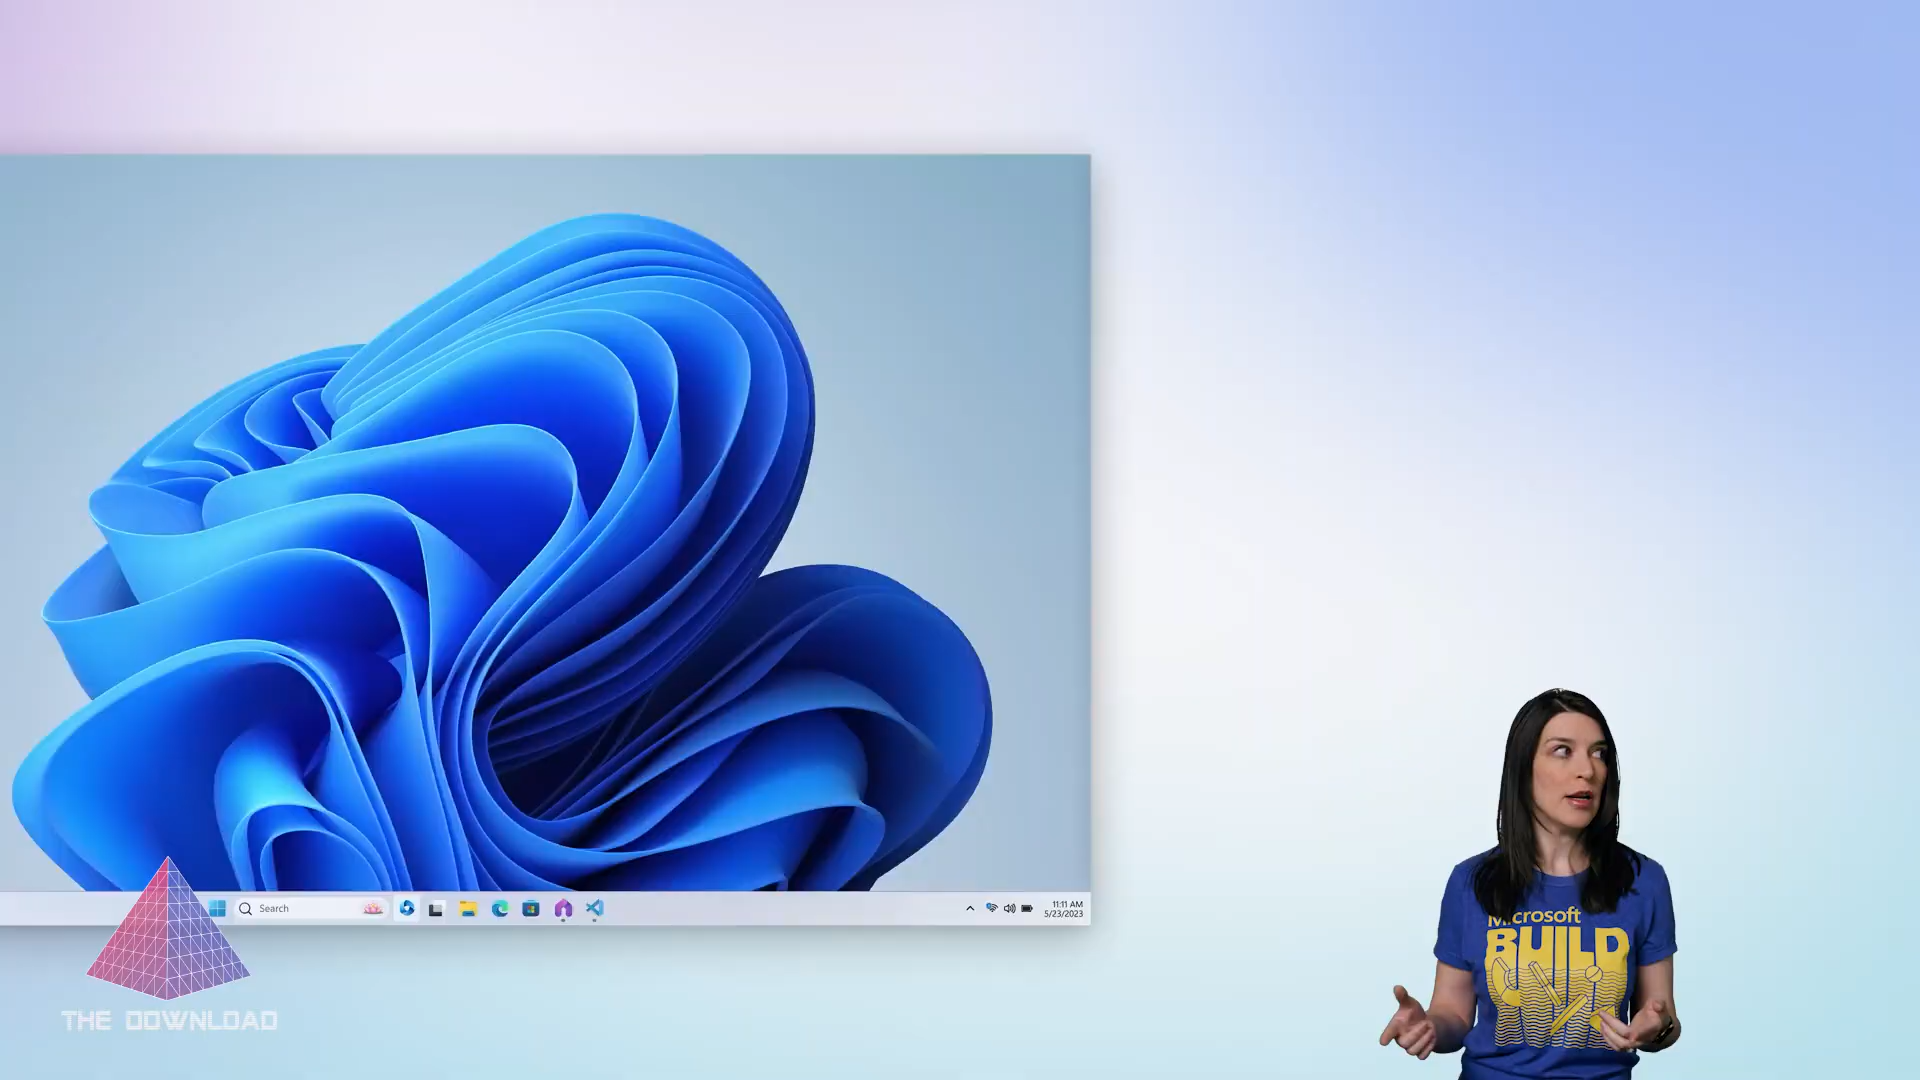 Search
11:11 AM
5/23/2023
THE DOWNLOAD
Microsoft
BUILD